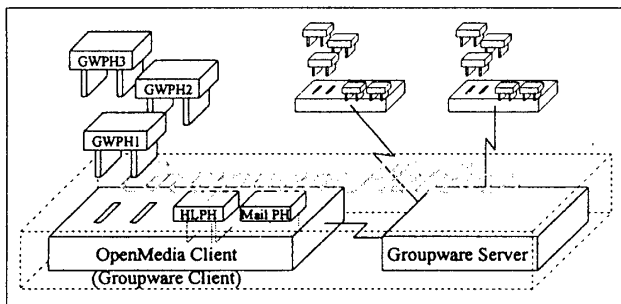 GWPH3
GWPH2
GWPH1
HLPH
Mail PH
OpenMedia Client
(Groupware Client)
Groupware Server